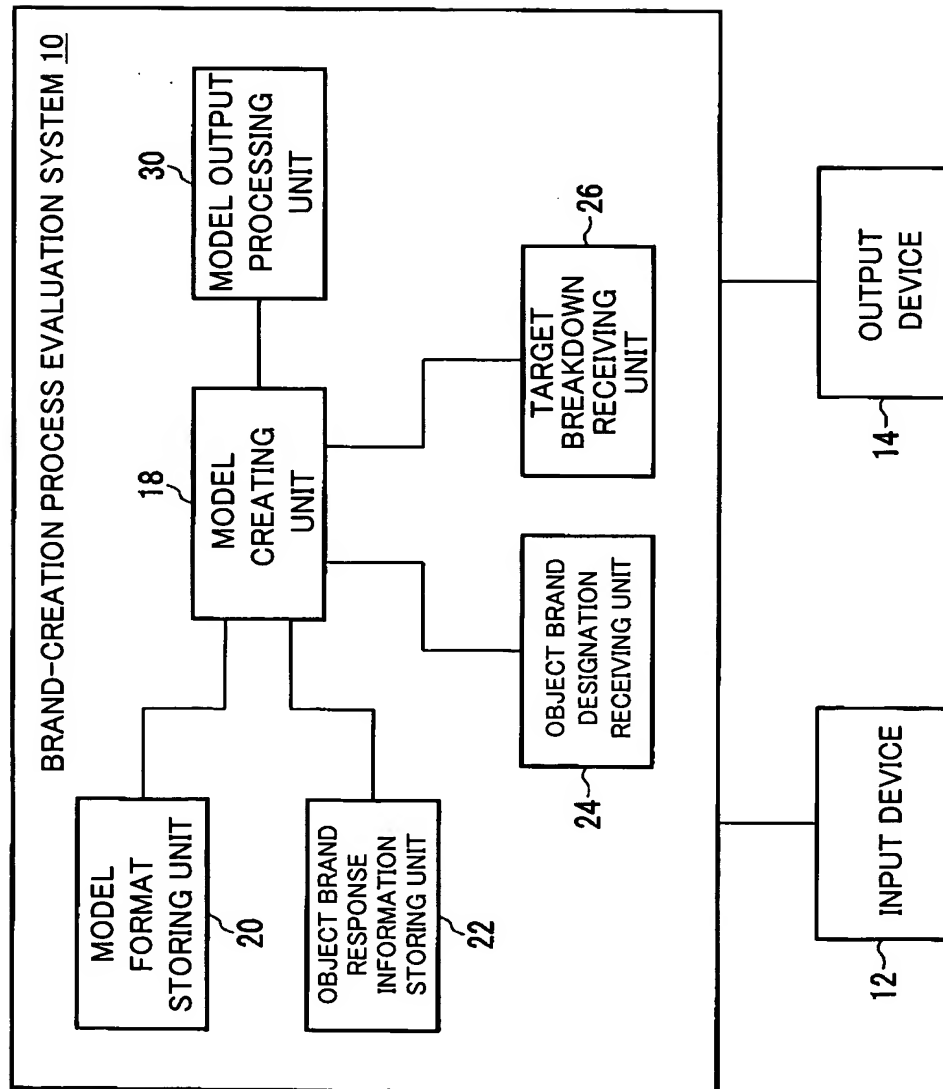 BRAND-CREATION PROCESS EVALUATION SYSTEM 10
MODEL
FORMAT
STORING UNIT
20
OBJECT BRAND
RESPONSE
INFORMATION
STORING UNIT
22
18
MODEL
CREATING
UNIT
30
MODEL OUTPUT
PROCESSING
UNIT
OBJECT BRAND
DESIGNATION
RECEIVING UNIT
24
26
TARGET
BREAKDOWN
RECEIVING
UNIT
INPUT DEVICE
12
OUTPUT
DEVICE
14